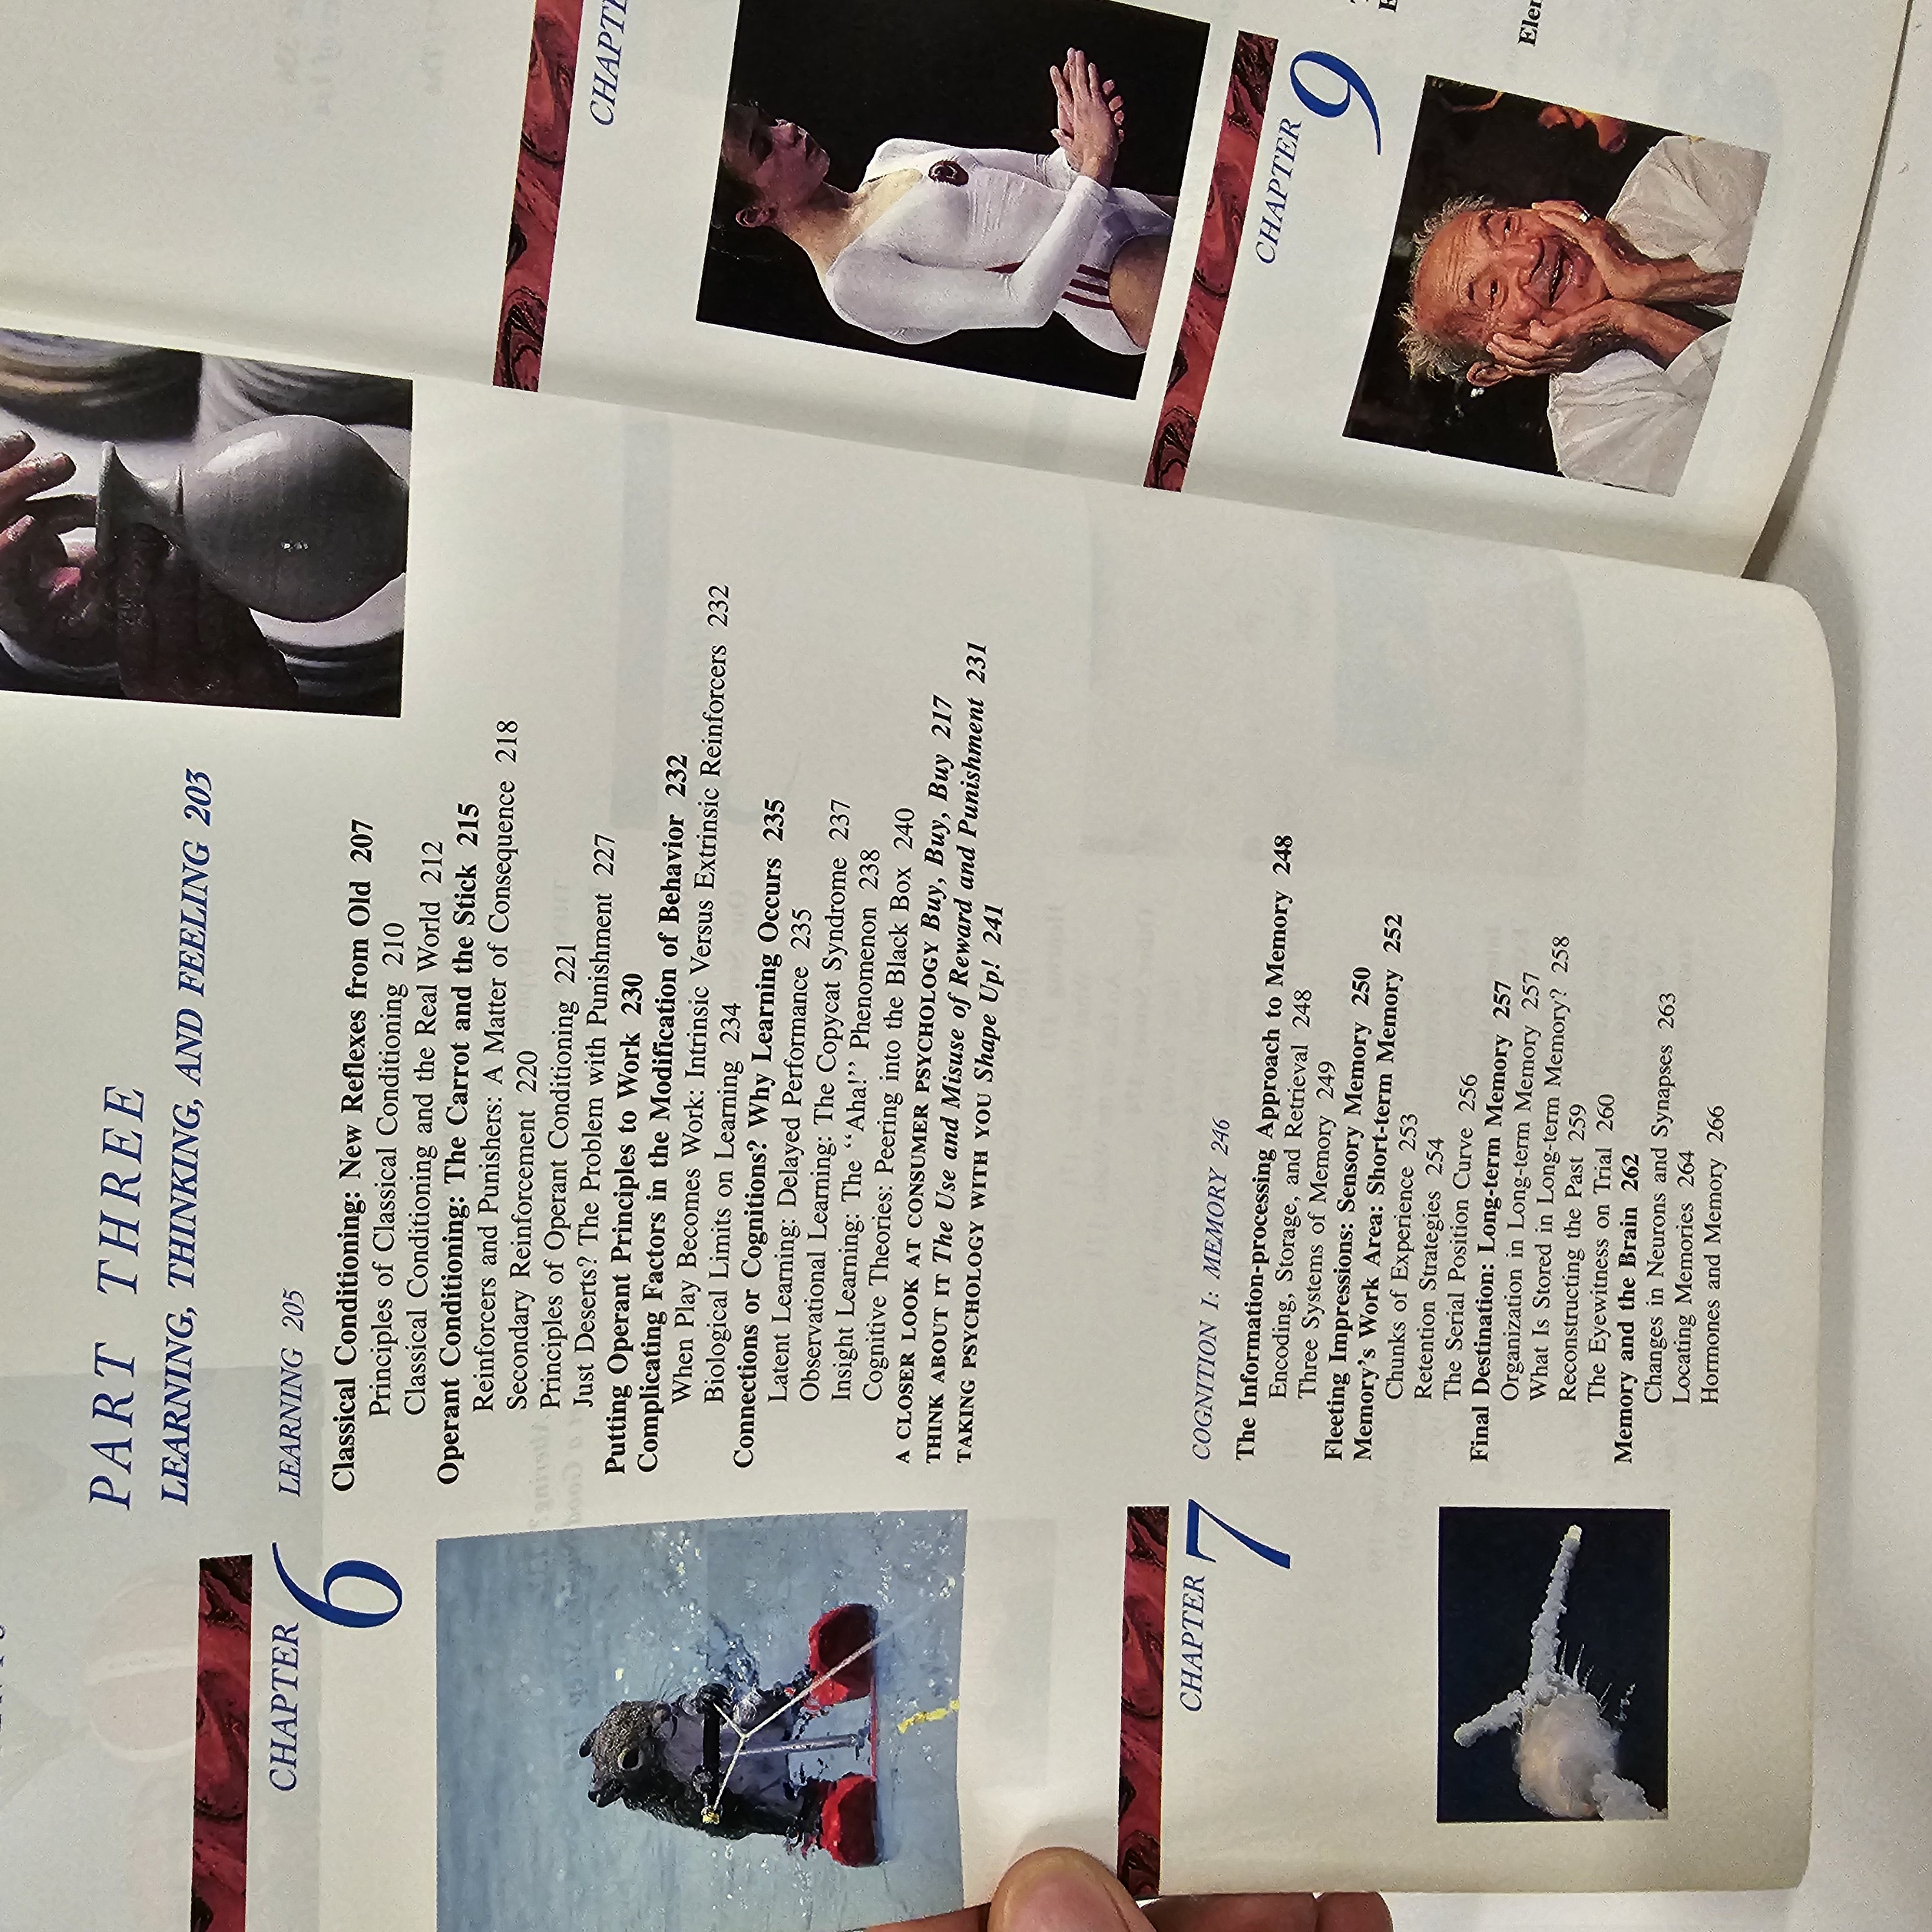 PART THREE
LEARNING, THINKING, AND FEELING 203
CHAPTER 6
LEARNING 205
Classical Conditioning: New Reflexes from Old 207
Principles of Classical Conditioning 210
Classical Conditioning and the Real World 212
Operant Conditioning: The Carrot and the Stick 215
Reinforcers and Punishers: A Matter of Consequence 218
Secondary Reinforcement 220
Principles of Operant Conditioning 221
Just Deserts? The Problem with Punishment 227
Putting Operant Principles to Work 230
Complicating Factors in the Modification of Behavior 232
When Play Becomes Work: Intrinsic Versus Extrinsic Reinforcers 232
Biological Limits on Learning 234
Connections or Cognitions? Why Learning Occurs 235
Latent Learning: Delayed Performance 235
Observational Learning: The Copycat Syndrome 237
Insight Learning: The “Aha!” Phenomenon 238
Cognitive Theories: Peering into the Black Box 240
A CLOSER LOOK AT CONSUMER PSYCHOLOGY Buy, Buy, Buy 217
THINK ABOUT IT The Use and Misuse of Reward and Punishment 231
TAKING PSYCHOLOGY WITH YOU Shape Up! 241
CHAPTER 7
COGNITION I: MEMORY 246
The Information-processing Approach to Memory 248
Encoding, Storage, and Retrieval 248
Three Systems of Memory 249
Fleeting Impressions: Sensory Memory 250
Memory’s Work Area: Short-term Memory 252
Chunks of Experience 253
Retention Strategies 254
The Serial Position Curve 256
Final Destination: Long-term Memory 257
Organization in Long-term Memory 257
What Is Stored in Long-term Memory? 258
Reconstructing the Past 259
The Eyewitness on Trial 260
Memory and the Brain 262
Changes in Neurons and Synapses 263
Locating Memories 264
Hormones and Memory 266
CHAPTE
CHAPTER 9
Eler